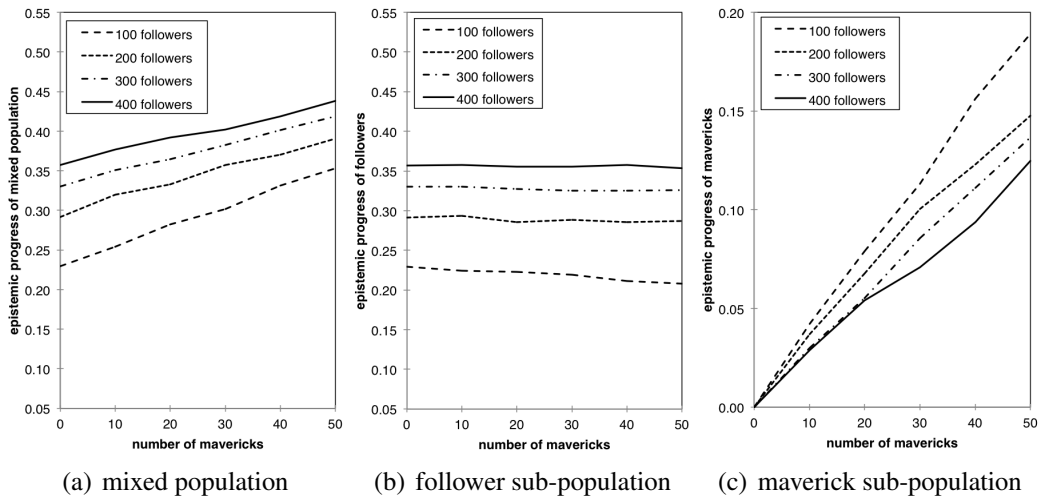 epistemic progress of mixed population
0.55
0.50
0.45
0.40
0.35
0.30
0.25
0.20
0.15
0.10
0.05
100 followers
200 followers
300 followers
400 followers
0 10 20 30 40 50
number of mavericks
(a) mixed population
epistemic progress of followers
0.55
0.50
0.45
0.40
0.35
0.30
0.25
0.20
0.15
0.10
0.05
100 followers
200 followers
300 followers
400 followers
0 10 20 30 40 50
number of mavericks
(b) follower sub-population
epistemic progress of mavericks
0.20
0.15
0.10
0.05
0.00
100 followers
200 followers
300 followers
400 followers
0 10 20 30 40 50
number of mavericks
(c) maverick sub-population